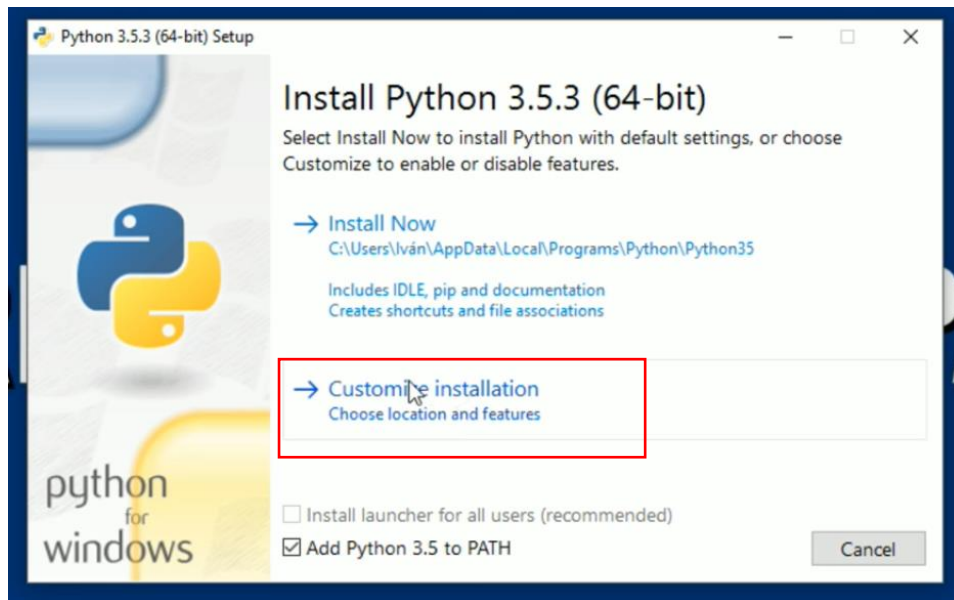 Python 3.5.3 (64-bit) Setup
Install Python 3.5.3 (64-bit)
Select Install Now to install Python with default settings, or choose
Customize to enable or disable features.
Install Now
C:\Users\Iván\AppData\Local\Programs\Python\Python35
Includes IDLE, pip and documentation
Creates shortcuts and file associations
Customize installation
Choose location and features
python
for
windows
Install launcher for all users (recommended)
Add Python 3.5 to PATH
Cancel